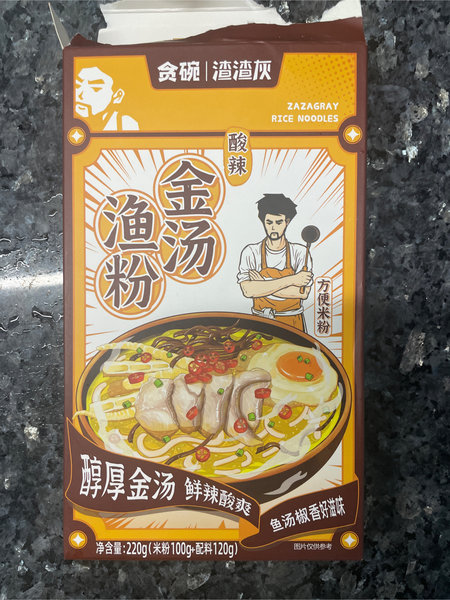 贪碗 | 渣渣灰
ZAZAGRAY
RICE NOODLES
酸辣
金汤
渔粉
方便米粉
醇厚金汤 鲜辣酸爽
鱼汤椒香好滋味
净含量:220g(米粉100g+配料120g)
图片仅供参考